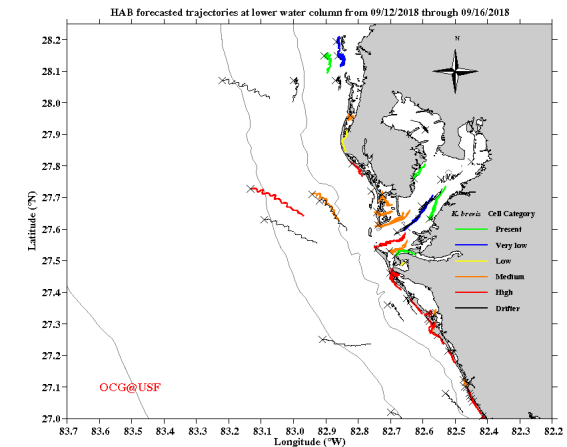 HAB forecasted trajectories at lower water column from 09/12/2018 through 09/16/2018
N
28.2
28.1
28.0
27.9
27.8
27.7
27.6
27.5
27.4
27.3
27.2
27.1
27.0
Latitude (°N)
K. brevis Cell Category
Present
Very low
Low
Medium
High
Drifter
OCG@USF
83.7 83.6 83.5 83.4 83.3 83.2 83.1 83.0 82.9 82.8 82.7 82.6 82.5 82.4 82.3 82.2
Longitude (°W)